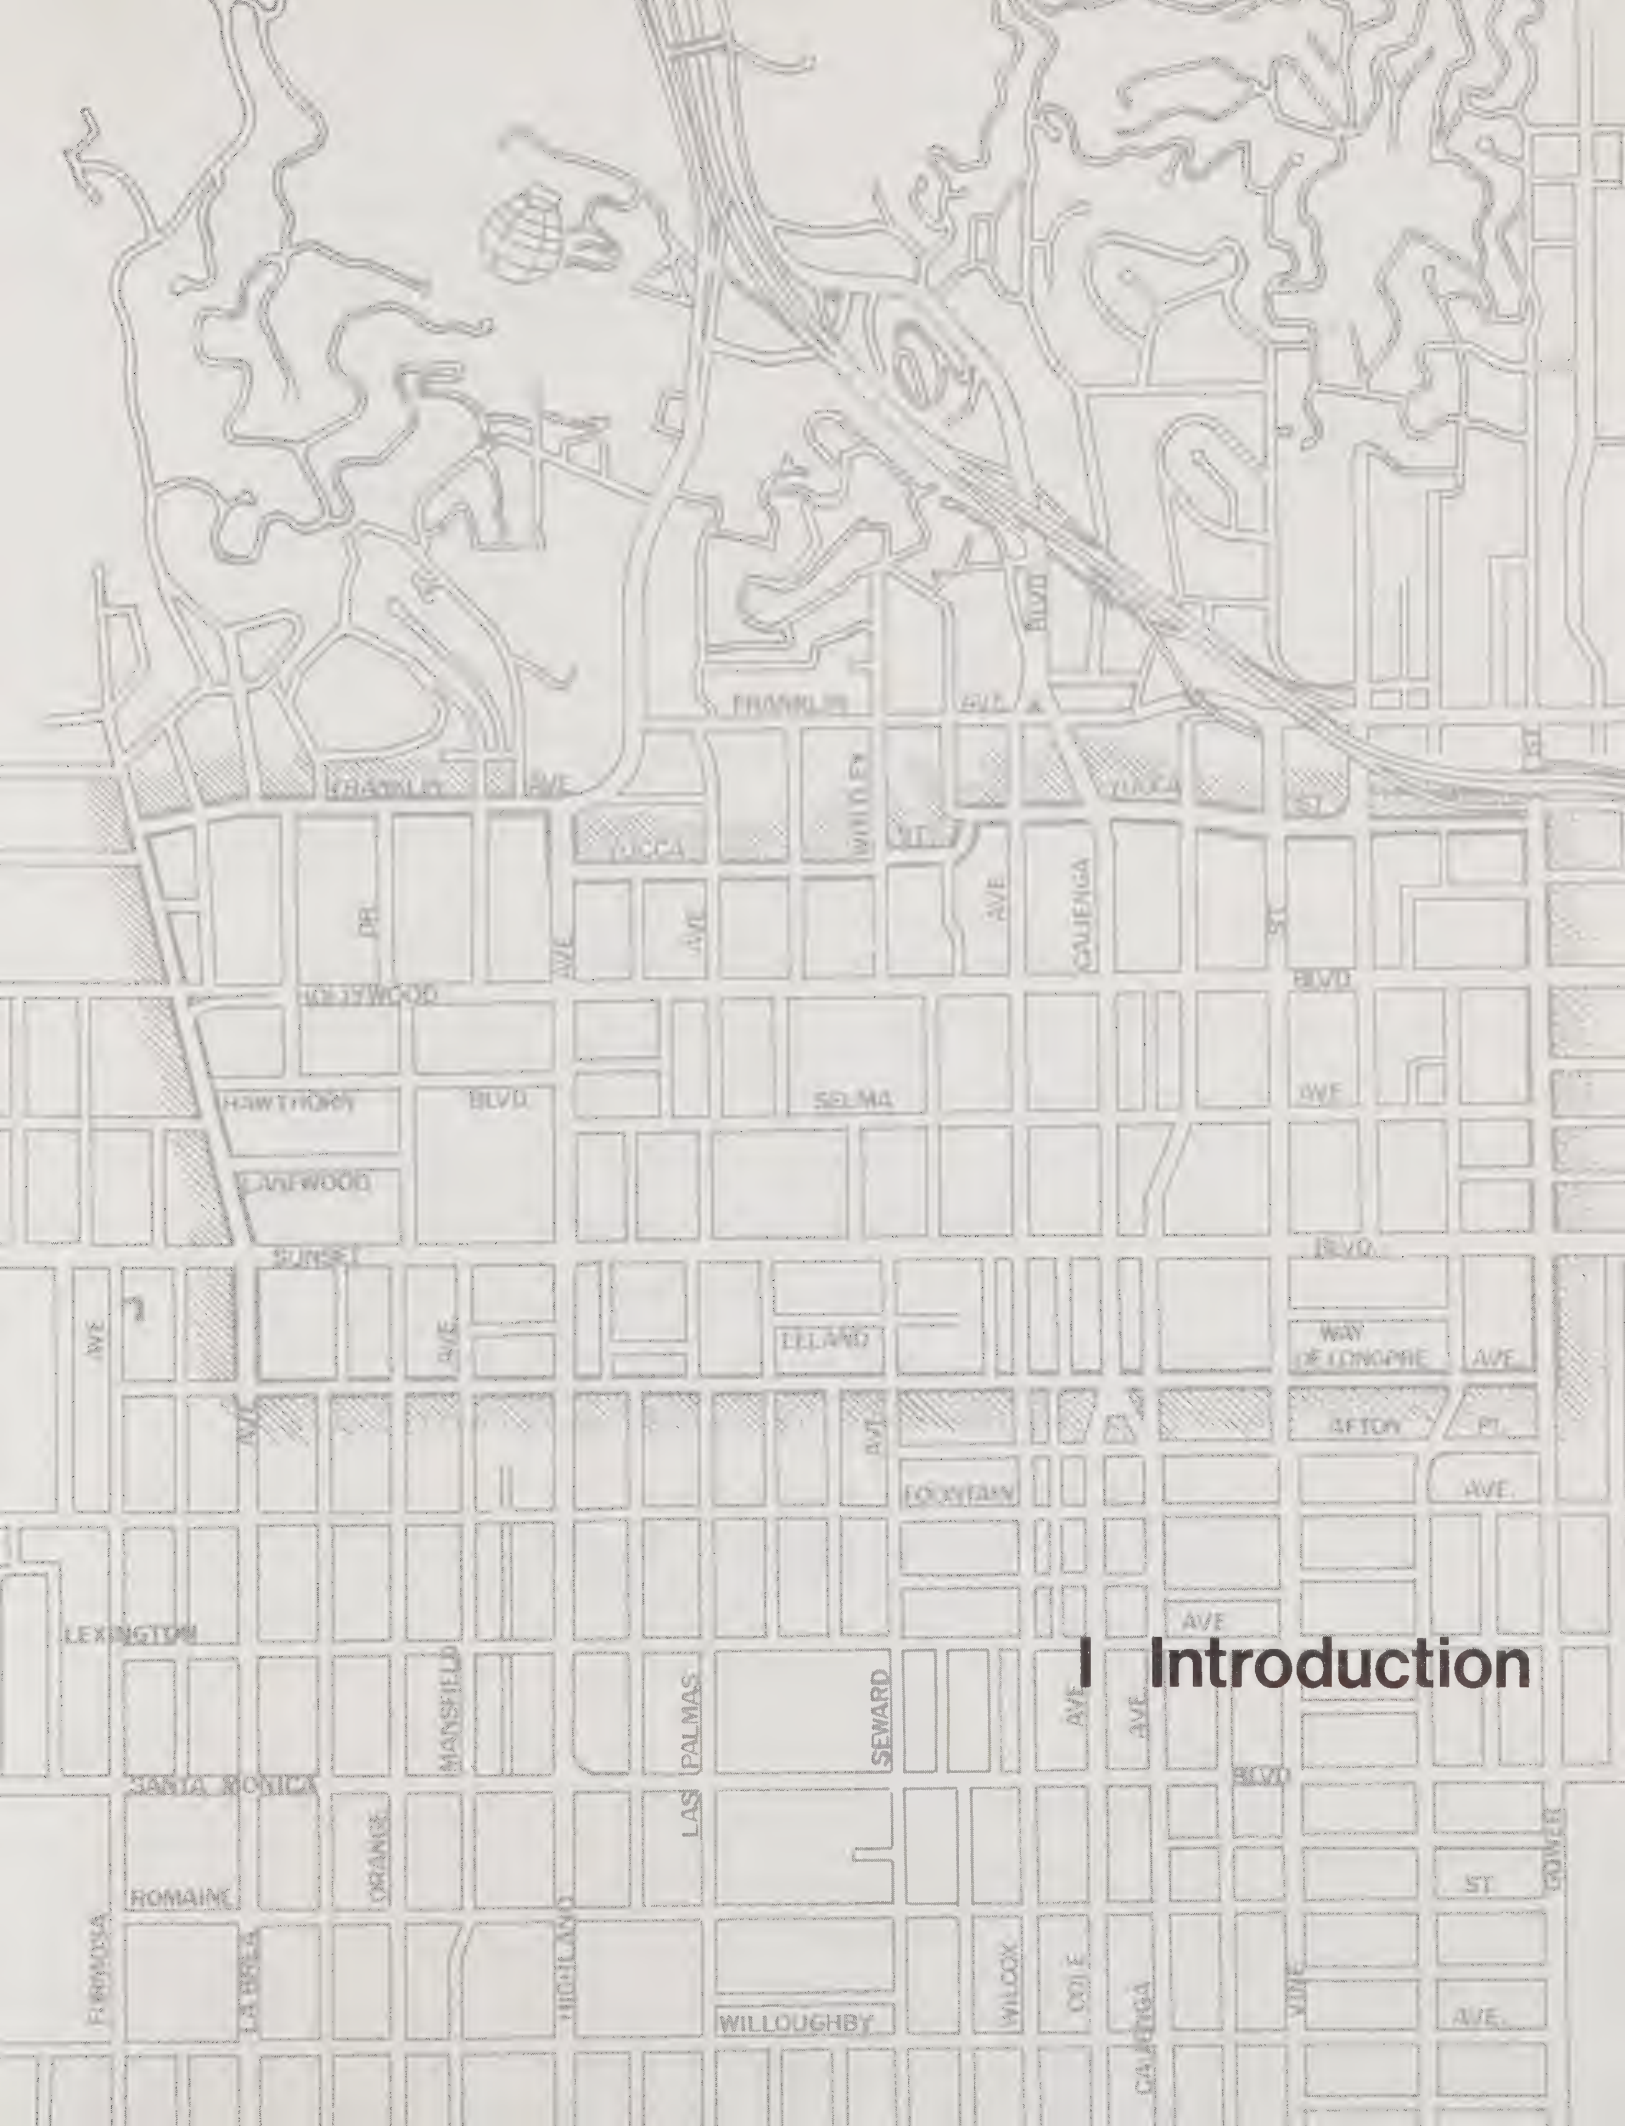 BLVD
FRANKLIN AVE.
FRANKLIN AVE.
YUCCA ST.
YUCCA ST.
WHITLEY
ST.
DR.
AVE
AVE
AVE
CAHUENGA
ST.
HOLLYWOOD BLVD.
HAWTHORN BLVD.
SELMA AVE.
LANEWOOD
SUNSET BLVD.
AVE.
AVE.
LELAND WAY
DE LONGPRE AVE.
AVE
AVE.
AFTON PL.
FOUNTAIN AVE.
LEXINGTON AVE.
I Introduction
MANSFIELD
LAS PALMAS
SEWARD
AVE.
AVE.
SANTA MONICA BLVD.
ORANGE
GOWER
ROMAINE ST.
FORMOSA
LA BREA
HIGHLAND
WILCOX
COLE
CAHUENGA
VINE
WILLOUGHBY AVE.